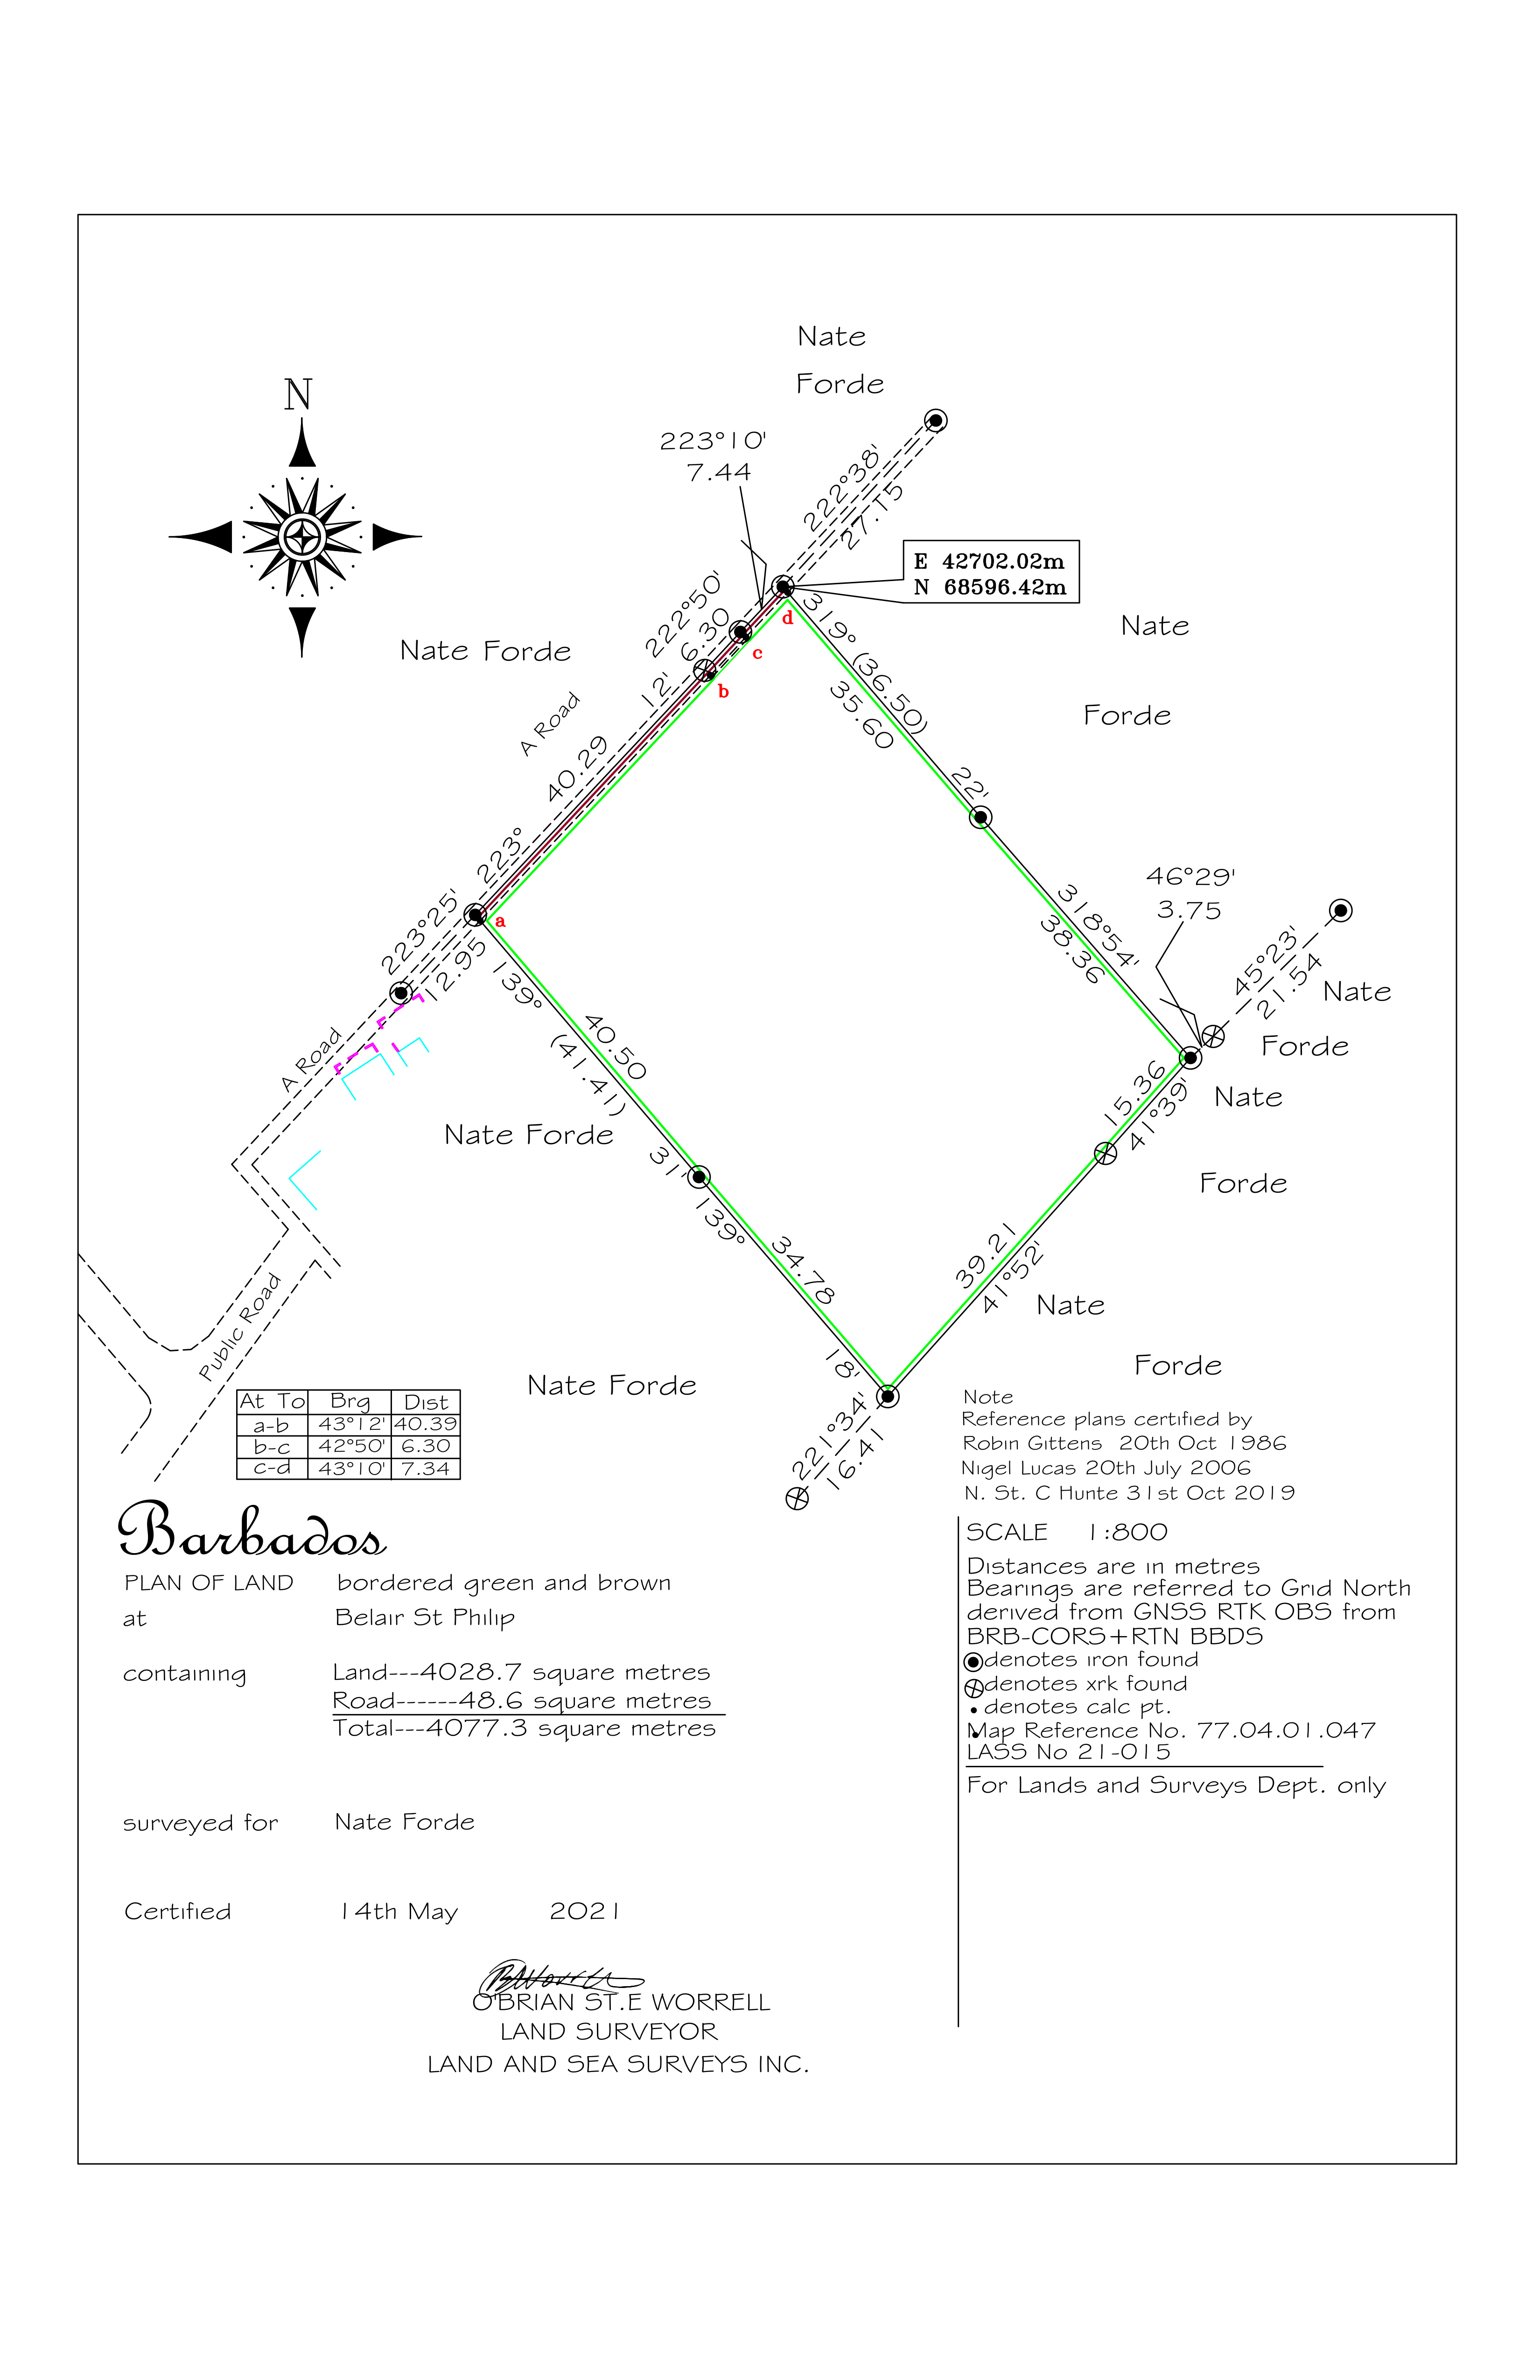 Nate
Forde
N
223°10'
7.44
222°38'
27.15
E 42702.02m
N 68596.42m
222°50'
6.30
d
c
b
319° (36.50)
35.60
22'
Nate
Forde
Nate Forde
A Road
12'
40.29
223°
a
223°25'
12.95
318°54'
38.36
46°29'
3.75
45°23'
21.54
Nate
Forde
139°
40.50
(41.41)
31'
A Road
Nate Forde
15.36
41°39'
Nate
Forde
139°
34.78
18'
39.21
41°52'
Nate
Forde
Public Road
Nate Forde
221°34'
16.41
At To Brg Dist
a-b 43°12' 40.39
b-c 42°50' 6.30
c-d 43°10' 7.34
Note
Reference plans certified by
Robin Gittens 20th Oct 1986
Nigel Lucas 20th July 2006
N. St. C Hunte 31st Oct 2019
Barbados
PLAN OF LAND bordered green and brown
at Belair St Philip
containing Land---4028.7 square metres
Road------48.6 square metres
Total---4077.3 square metres
surveyed for Nate Forde
Certified 14th May 2021
O'BRIAN ST.E WORRELL
LAND SURVEYOR
LAND AND SEA SURVEYS INC.
SCALE 1:800
Distances are in metres
Bearings are referred to Grid North
derived from GNSS RTK OBS from
BRB-CORS+RTN BBDS
denotes iron found
denotes xrk found
denotes calc pt.
Map Reference No. 77.04.01.047
LASS No 21-015
For Lands and Surveys Dept. only